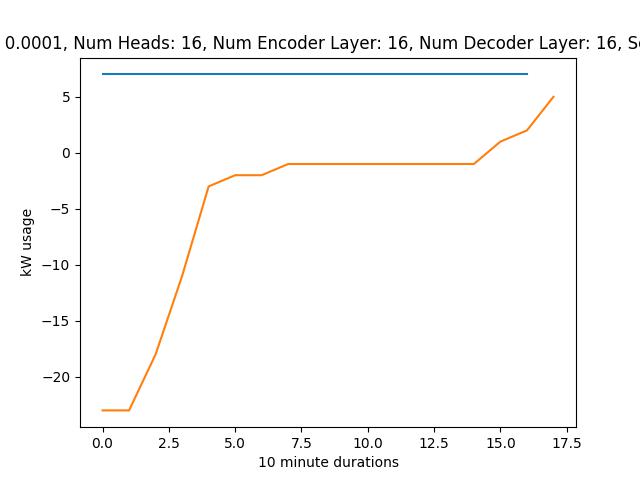 0.0001, Num Heads: 16, Num Encoder Layer: 16, Num Decoder Layer: 16,
5
0
−5
−10
−15
−20
kW usage
0.0 2.5 5.0 7.5 10.0 12.5 15.0 17.5
10 minute durations